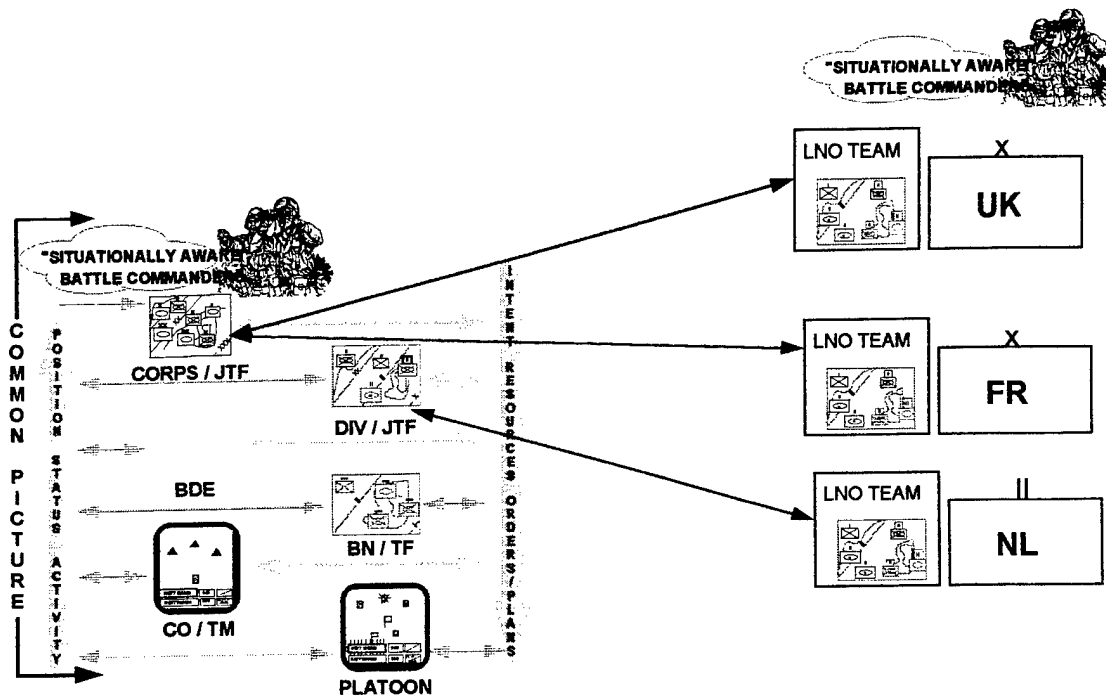 "SITUATIONALLY AWARE
BATTLE COMMANDERS
"SITUATIONALLY AWARE
BATTLE COMMANDERS
LNO TEAM
X
UK
LNO TEAM
X
FR
LNO TEAM
II
NL
COMMON PICTURE
POSITION STATUS ACTIVITY
INTENT RESOURCES ORDERS/PLANS
CORPS / JTF
DIV / JTF
BDE
BN / TF
CO / TM
PLATOON